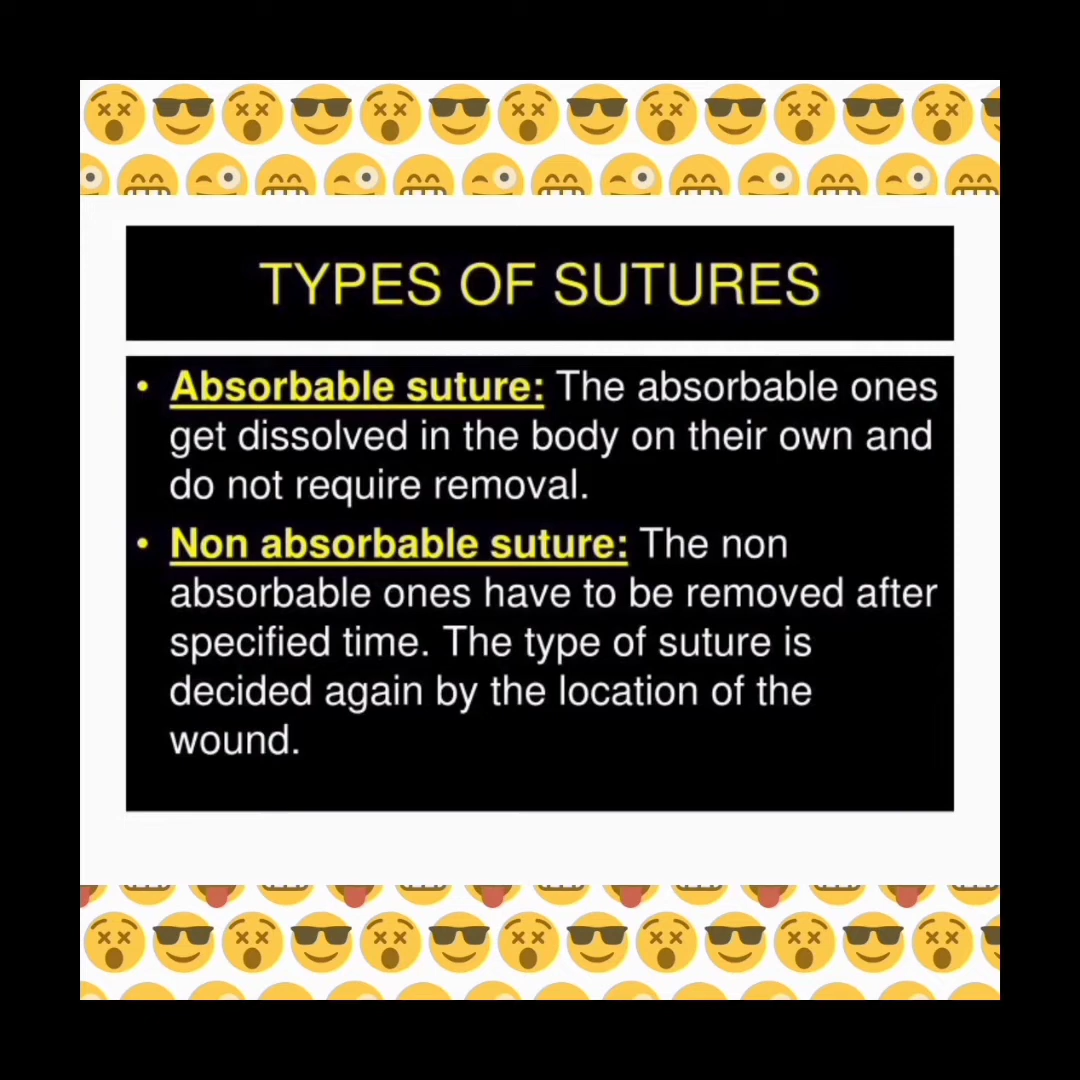 TYPES OF SUTURES
• Absorbable suture: The absorbable ones
get dissolved in the body on their own and
do not require removal.
• Non absorbable suture: The non
absorbable ones have to be removed after
specified time. The type of suture is
decided again by the location of the
wound.